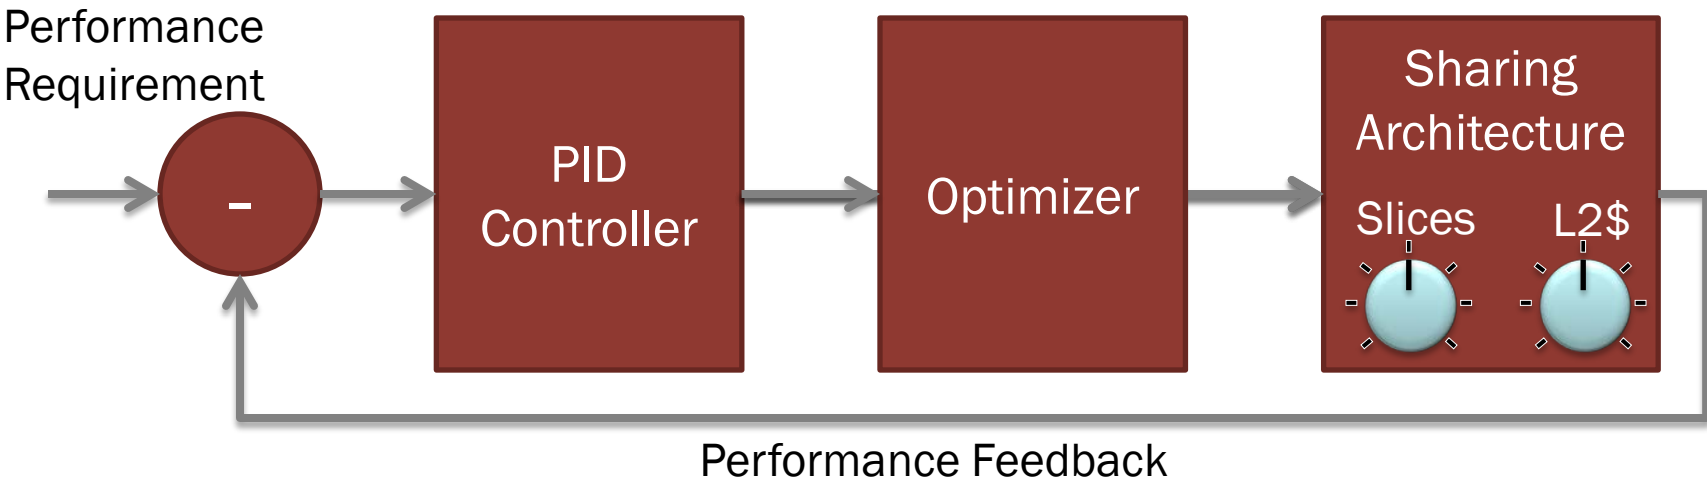 Performance
Requirement
-
PID
Controller
Optimizer
Sharing
Architecture
Slices
L2$
Performance Feedback